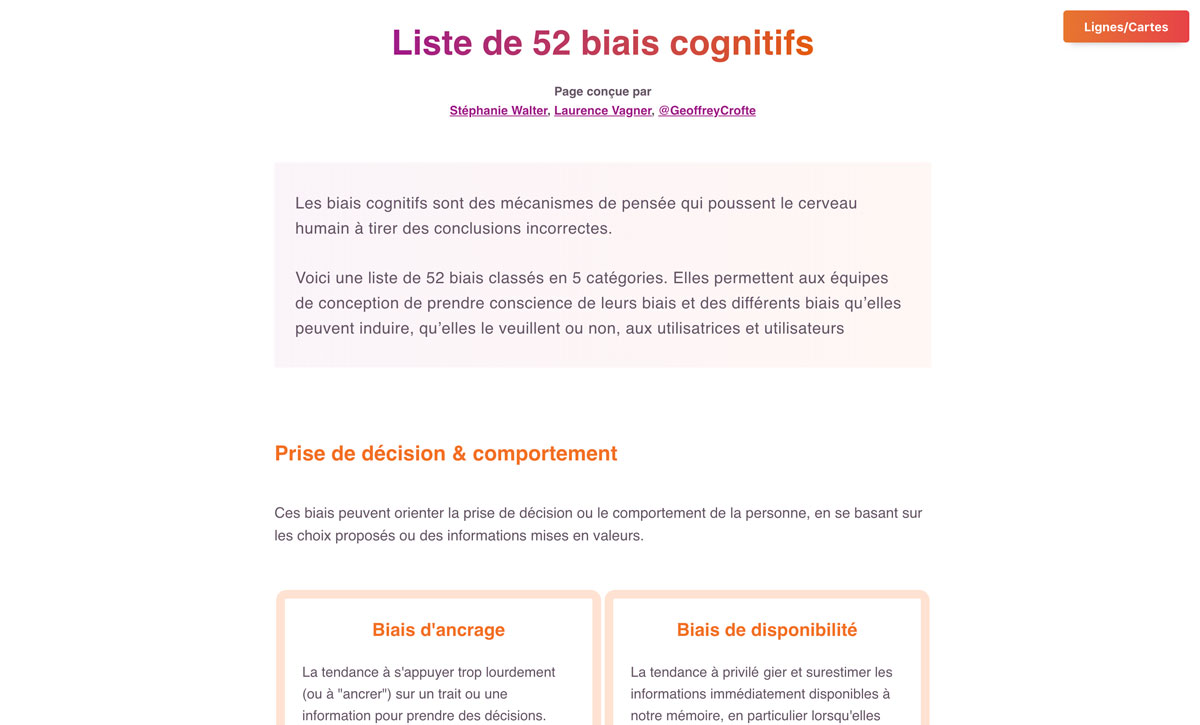 Lignes/Cartes
Liste de 52 biais cognitifs
Page conçue par
Stéphanie Walter, Laurence Vagner, @GeoffreyCrofte
Les biais cognitifs sont des mécanismes de pensée qui poussent le cerveau
humain à tirer des conclusions incorrectes.
Voici une liste de 52 biais classés en 5 catégories. Elles permettent aux équipes
de conception de prendre conscience de leurs biais et des différents biais qu’elles
peuvent induire, qu’elles le veuillent ou non, aux utilisatrices et utilisateurs
Prise de décision & comportement
Ces biais peuvent orienter la prise de décision ou le comportement de la personne, en se basant sur
les choix proposés ou des informations mises en valeurs.
Biais d'ancrage
La tendance à s'appuyer trop lourdement
(ou à "ancrer") sur un trait ou une
information pour prendre des décisions.
Biais de disponibilité
La tendance à privilé gier et surestimer les
informations immédiatement disponibles à
notre mémoire, en particulier lorsqu'elles